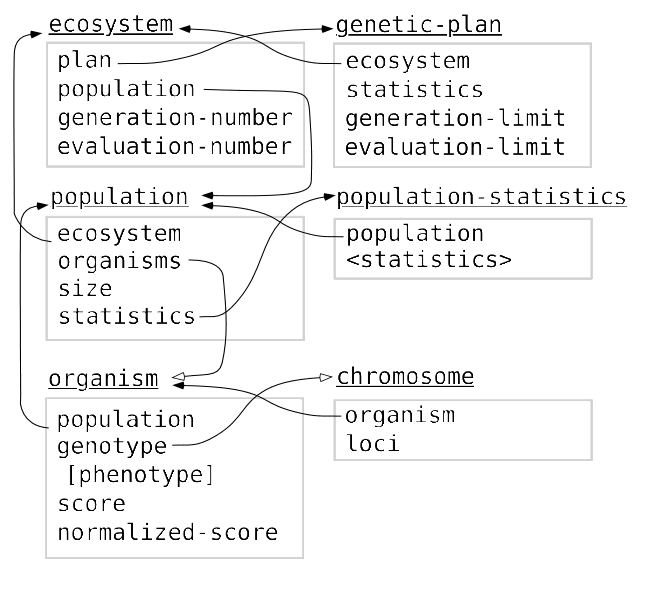 ecosystem
plan
population
generation-number
evaluation-number
genetic-plan
ecosystem
statistics
generation-limit
evaluation-limit
population
ecosystem
organisms
size
statistics
population-statistics
population
<statistics>
organism
population
genotype
[phenotype]
score
normalized-score
chromosome
organism
loci